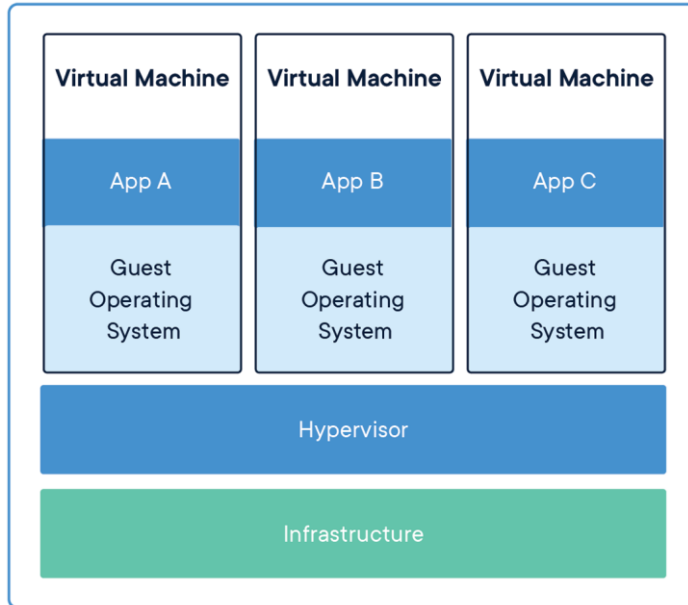 Virtual Machine
Virtual Machine
Virtual Machine
App A
App B
App C
Guest
Operating
System
Guest
Operating
System
Guest
Operating
System
Hypervisor
Infrastructure